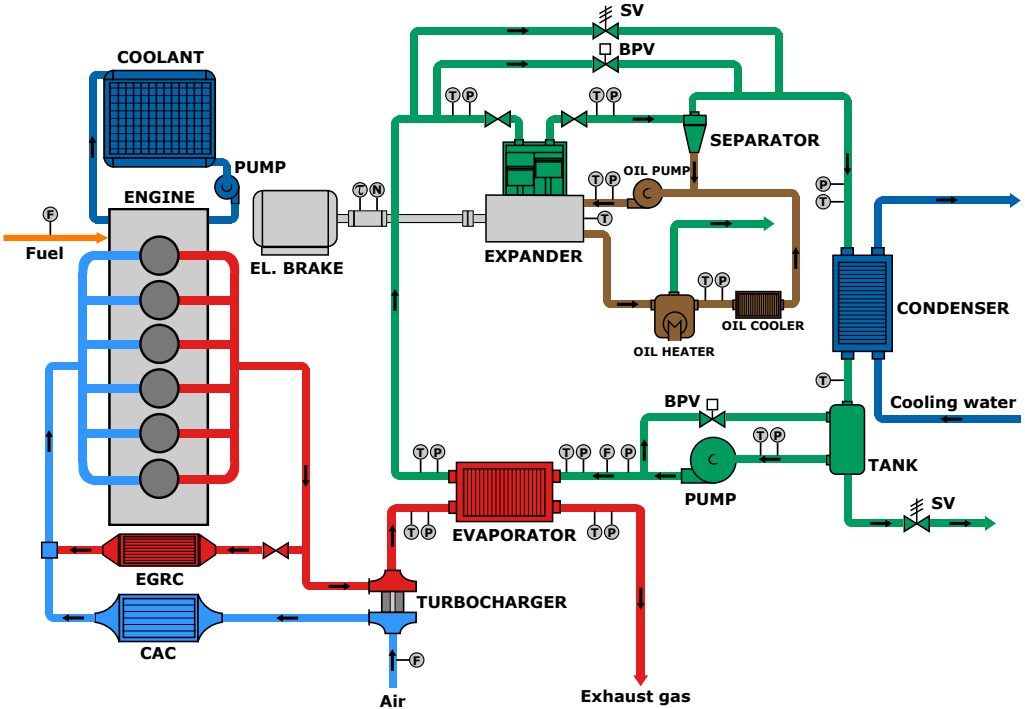 SV
BPV
COOLANT
T P
T P
SEPARATOR
PUMP
OIL PUMP
T P
P
T
ENGINE
τ N
F
T
Fuel
EL. BRAKE
EXPANDER
T P
CONDENSER
OIL COOLER
OIL HEATER
M
T
BPV
Cooling water
T P
T P
T P F P
TANK
PUMP
SV
T P
EVAPORATOR
T P
EGRC
TURBOCHARGER
CAC
F
Air
Exhaust gas